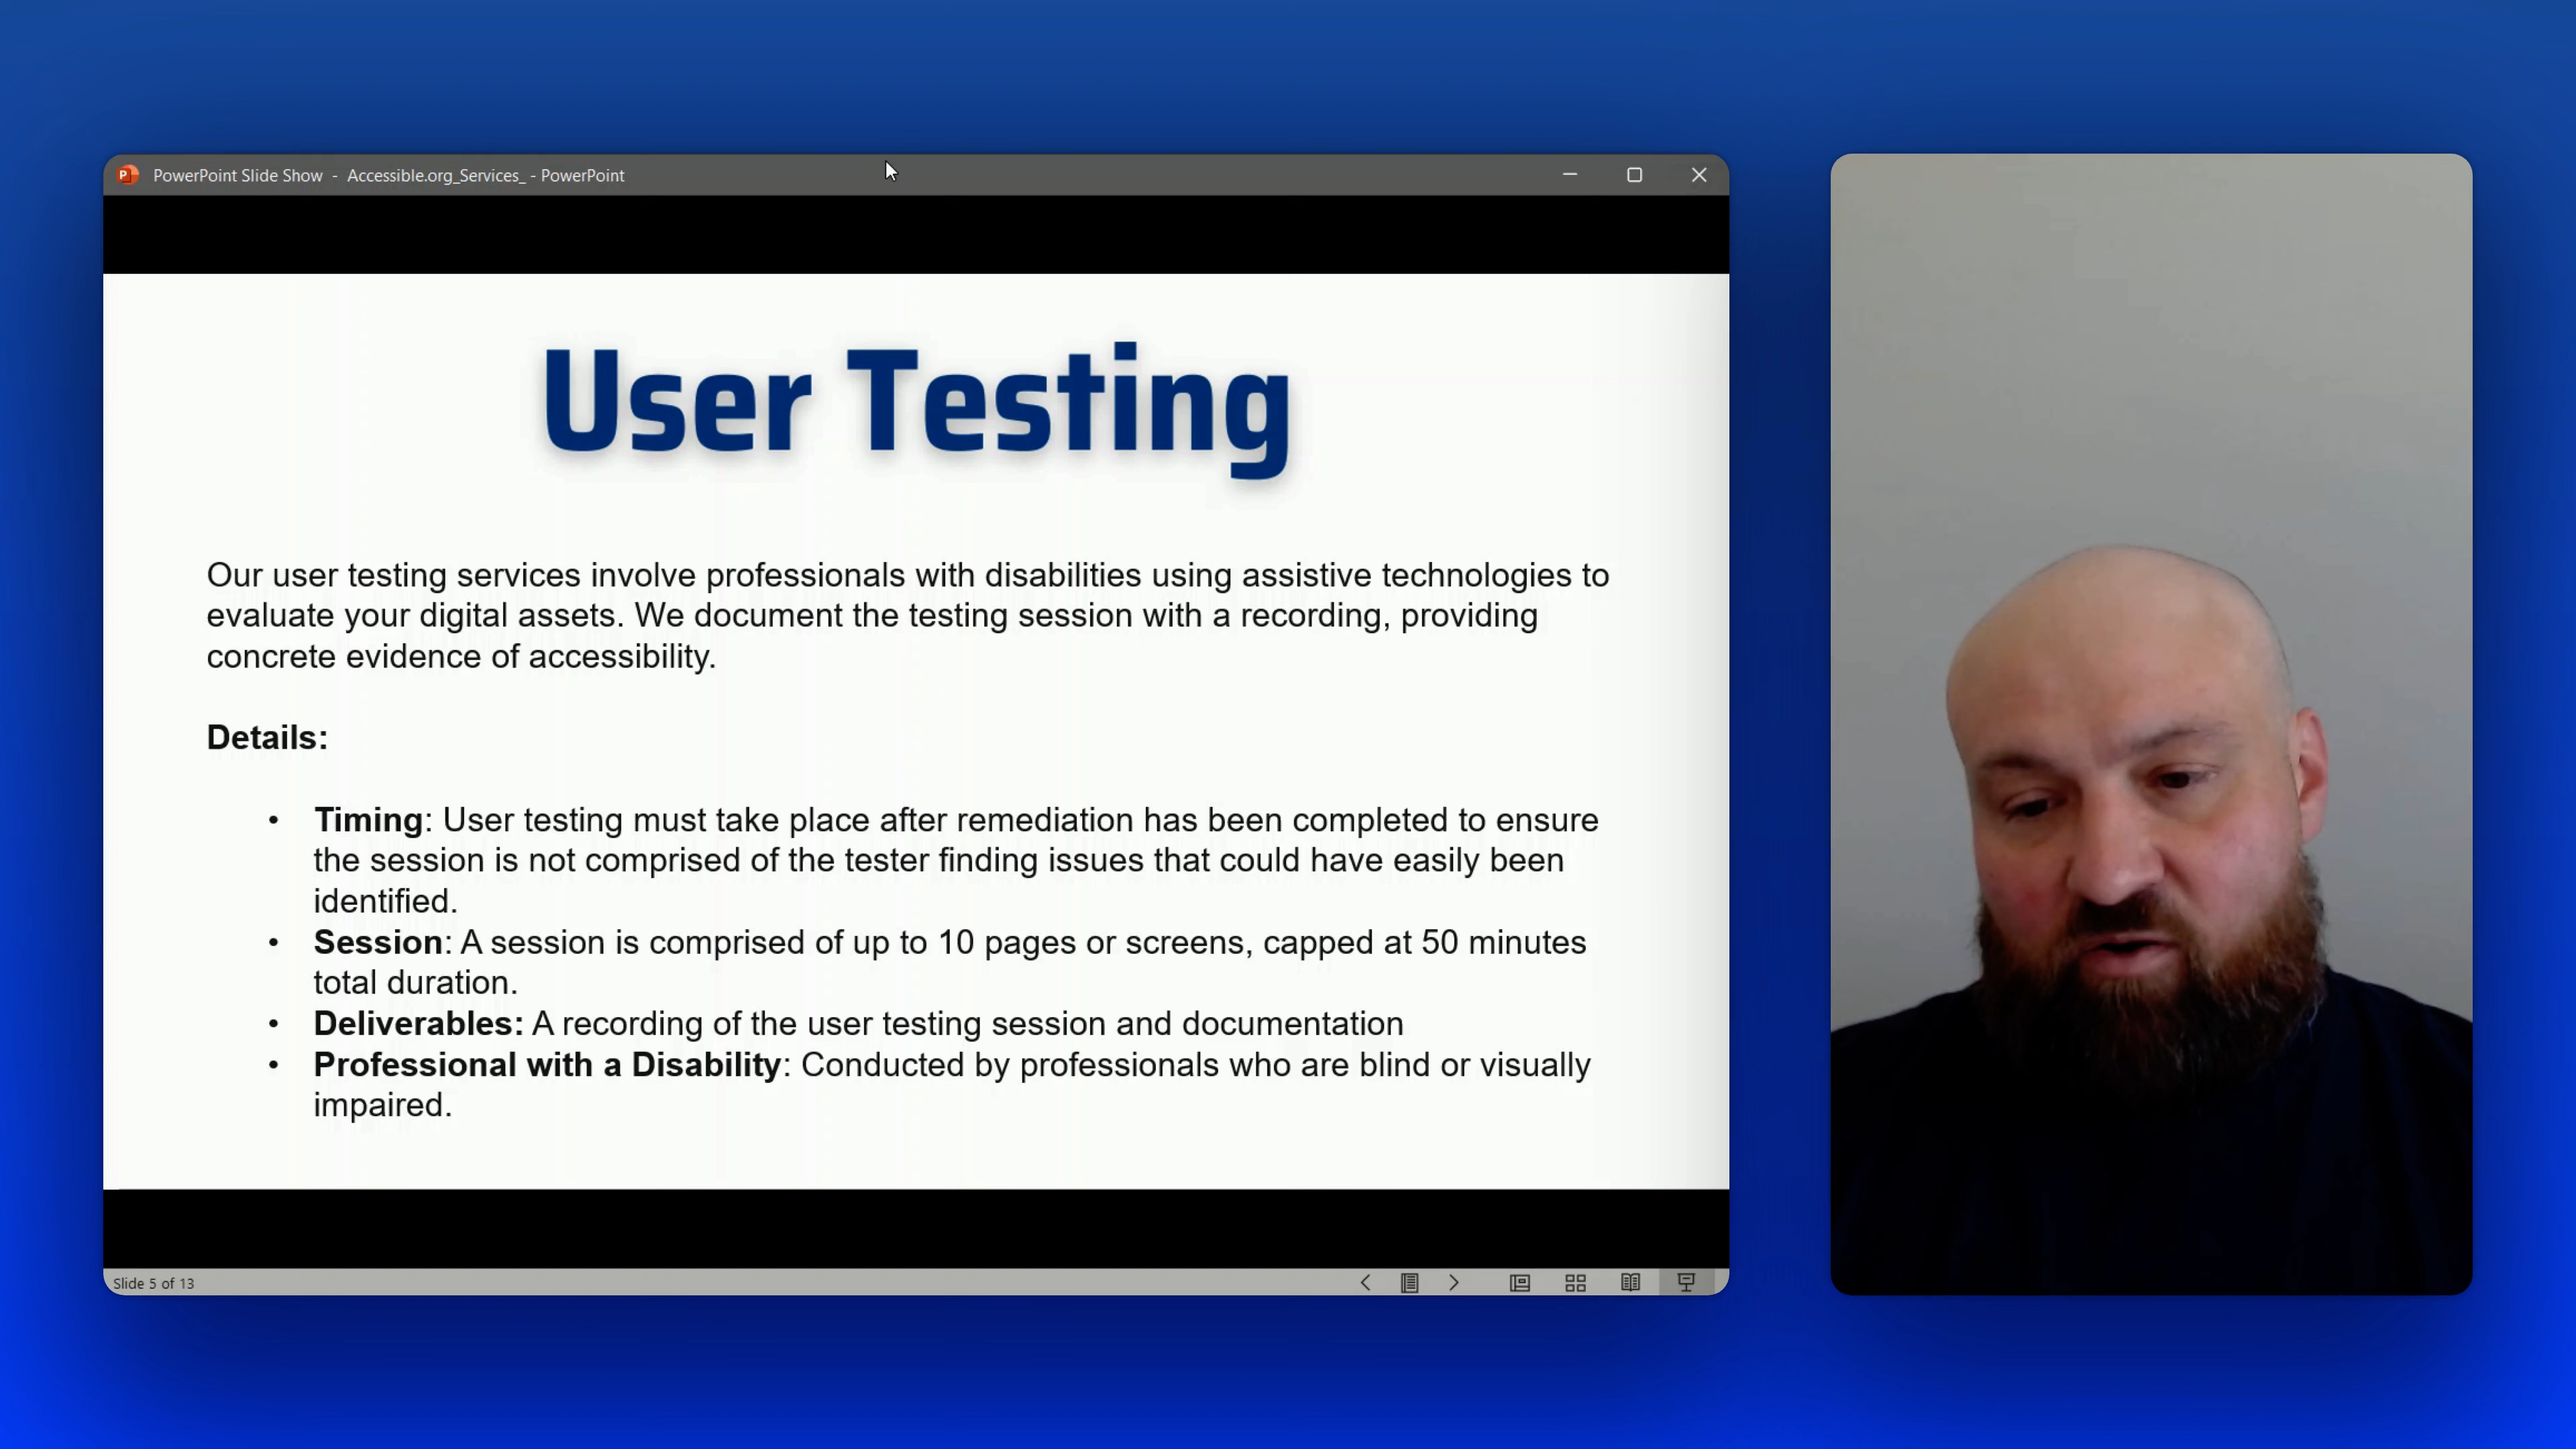 PowerPoint Slide Show - Accessible.org_Services_ - PowerPoint
User Testing
Our user testing services involve professionals with disabilities using assistive technologies to
evaluate your digital assets. We document the testing session with a recording, providing
concrete evidence of accessibility.
Details:
• Timing: User testing must take place after remediation has been completed to ensure
the session is not comprised of the tester finding issues that could have easily been
identified.
• Session: A session is comprised of up to 10 pages or screens, capped at 50 minutes
total duration.
• Deliverables: A recording of the user testing session and documentation
• Professional with a Disability: Conducted by professionals who are blind or visually
impaired.
Slide 5 of 13